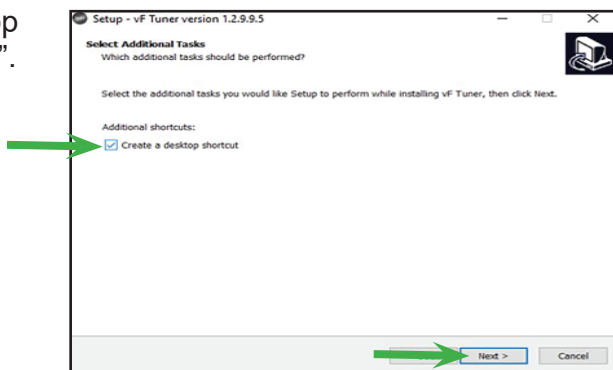 op
”.
Setup - vF Tuner version 1.2.9.9.5
Select Additional Tasks
Which additional tasks should be performed?
Select the additional tasks you would like Setup to perform while installing vF Tuner, then click Next.
Additional shortcuts:
Create a desktop shortcut
Next >
Cancel